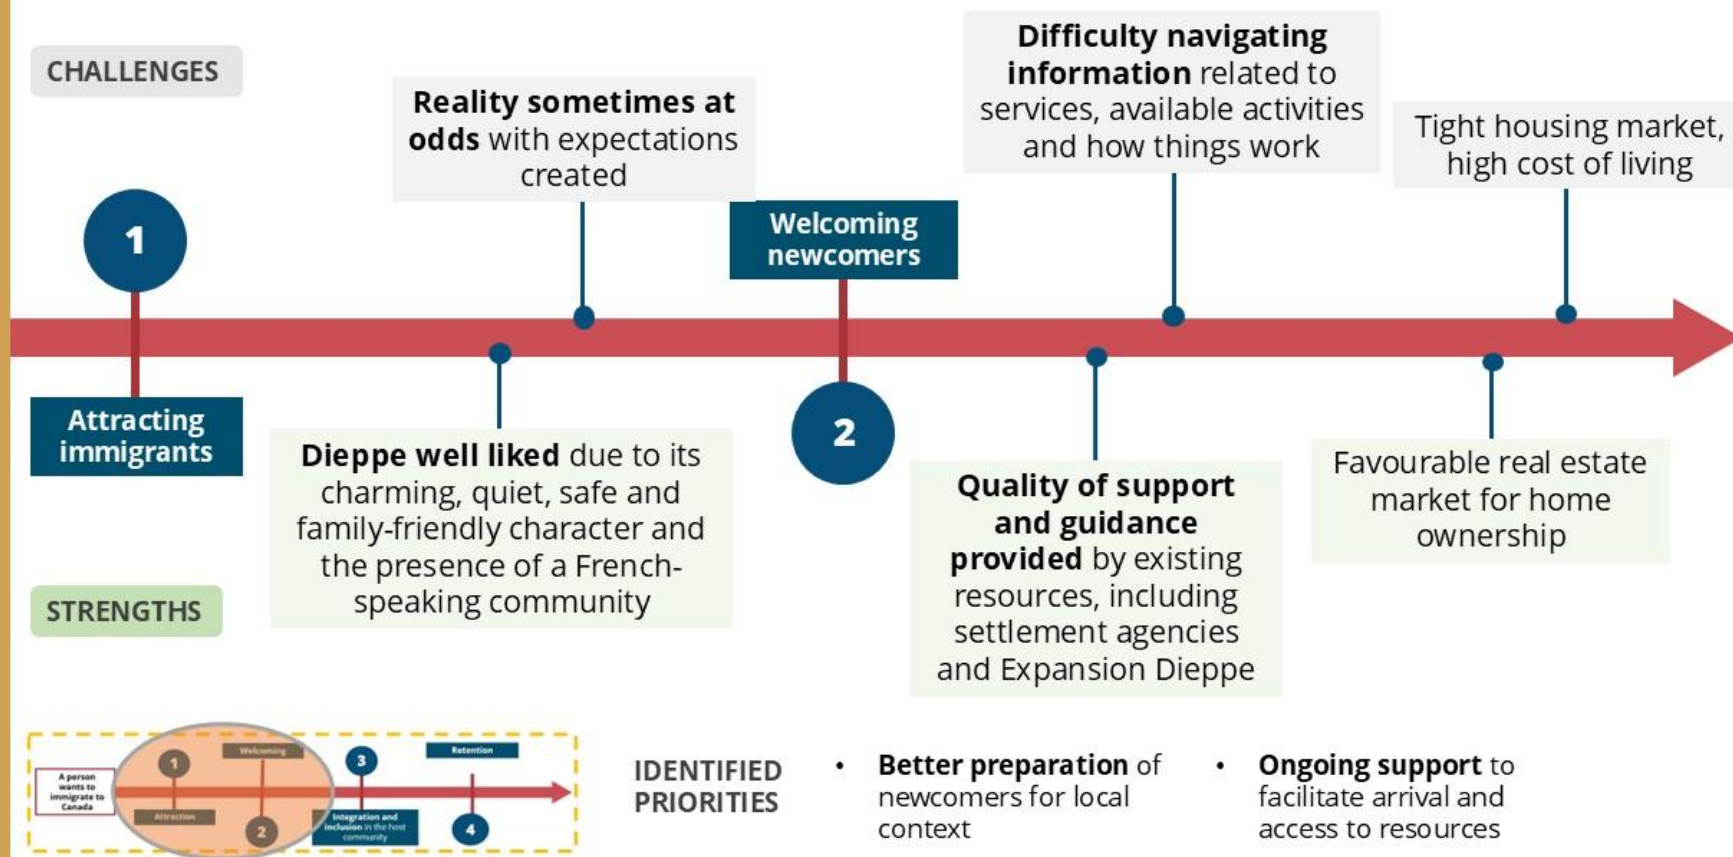 CHALLENGES
Reality sometimes at
odds with expectations
created
Difficulty navigating
information related to
services, available activities
and how things work
Tight housing market,
high cost of living
1
Welcoming
newcomers
Attracting
immigrants
2
Dieppe well liked due to its
charming, quiet, safe and
family-friendly character and
the presence of a French-
speaking community
Quality of support
and guidance
provided by existing
resources, including
settlement agencies
and Expansion Dieppe
Favourable real estate
market for home
ownership
STRENGTHS
A person
wants to
immigrate to
Canada
1
Attraction
Welcoming
2
3
Integration and
inclusion in the host
community
Retention
4
IDENTIFIED
PRIORITIES
• Better preparation of
newcomers for local
context
• Ongoing support to
facilitate arrival and
access to resources